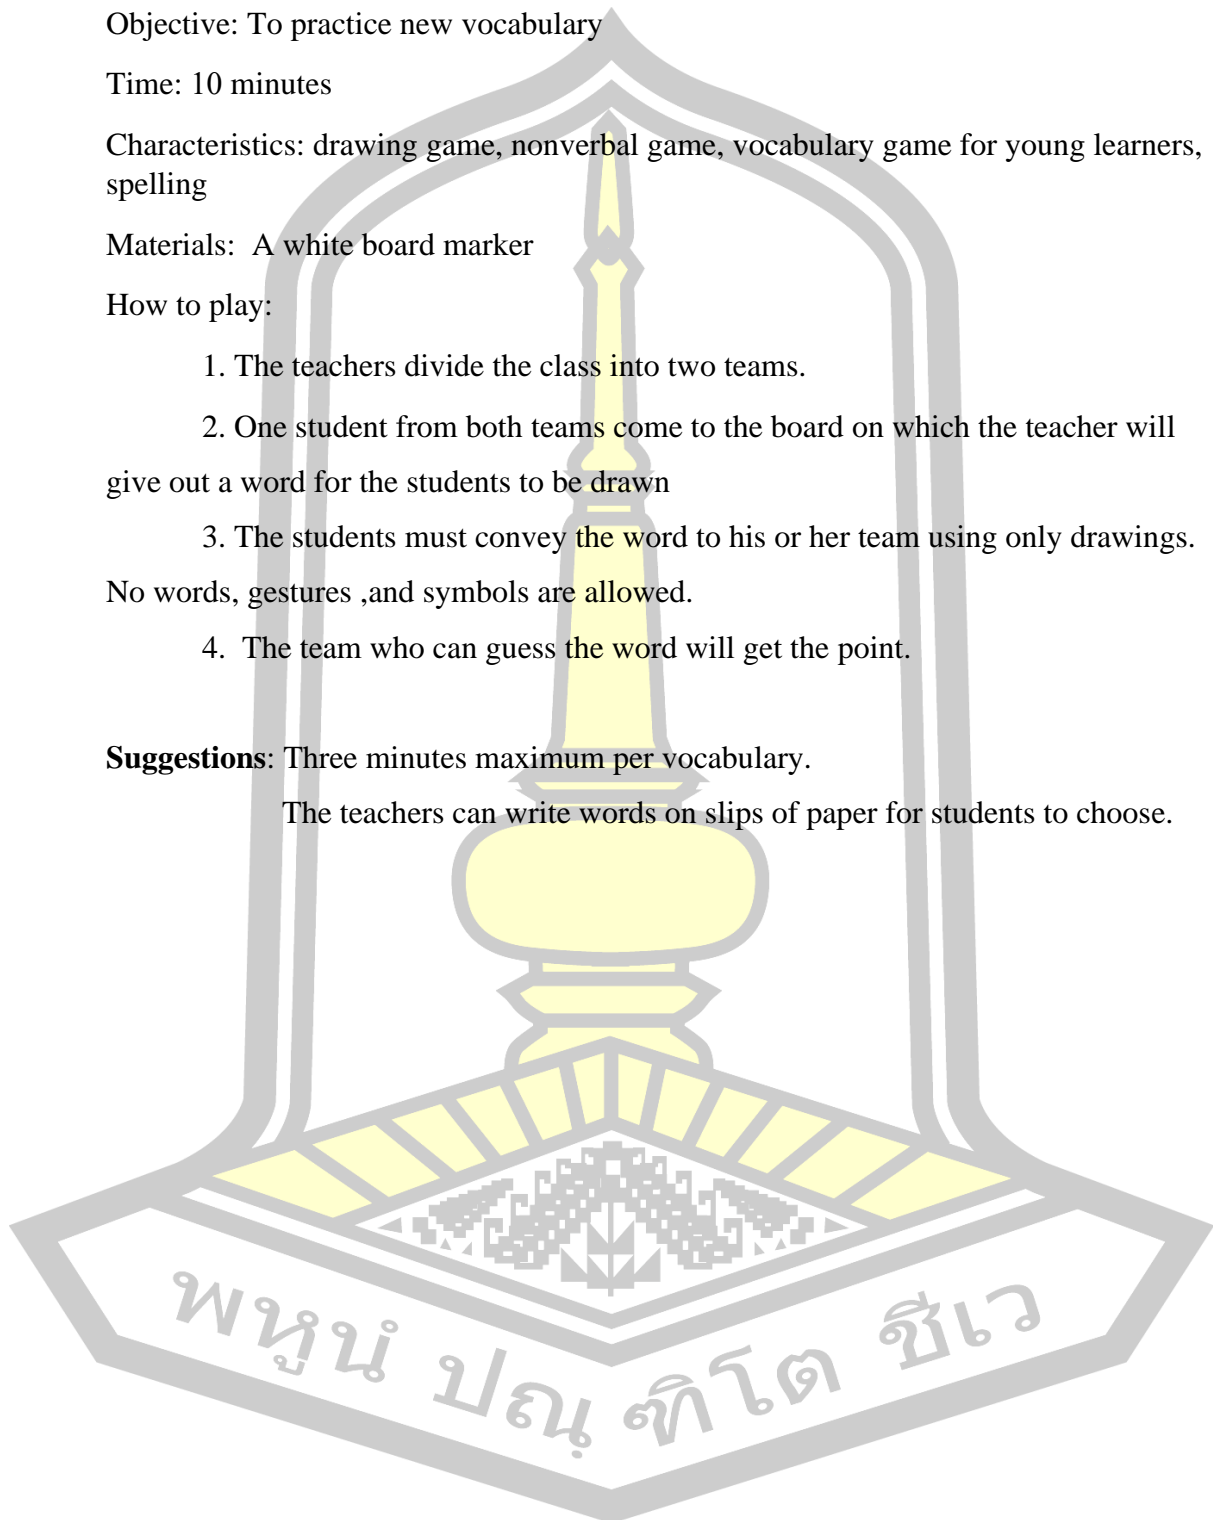 Objective: To practice new vocabulary
Time: 10 minutes
Characteristics: drawing game, nonverbal game, vocabulary game for young learners,
spelling
Materials:  A white board marker
How to play:
1. The teachers divide the class into two teams.
2. One student from both teams come to the board on which the teacher will
give out a word for the students to be drawn
3. The students must convey the word to his or her team using only drawings.
No words, gestures ,and symbols are allowed.
4.  The team who can guess the word will get the point.
Suggestions: Three minutes maximum per vocabulary.
The teachers can write words on slips of paper for students to choose.
พหูนํ ปณฺ ฑิโต ชีเว